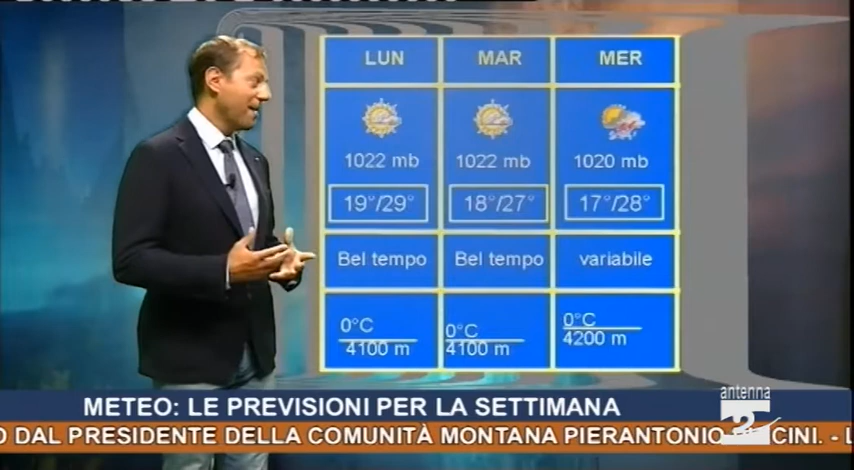 LUN MAR MER
1022 mb 1022 mb 1020 mb
19°/29° 18°/27° 17°/28°
Bel tempo Bel tempo variabile
0°C 0°C 0°C
4100 m 4100 m 4200 m
METEO: LE PREVISIONI PER LA SETTIMANA
antenna
2
DAL PRESIDENTE DELLA COMUNITÀ MONTANA PIERANTONIO